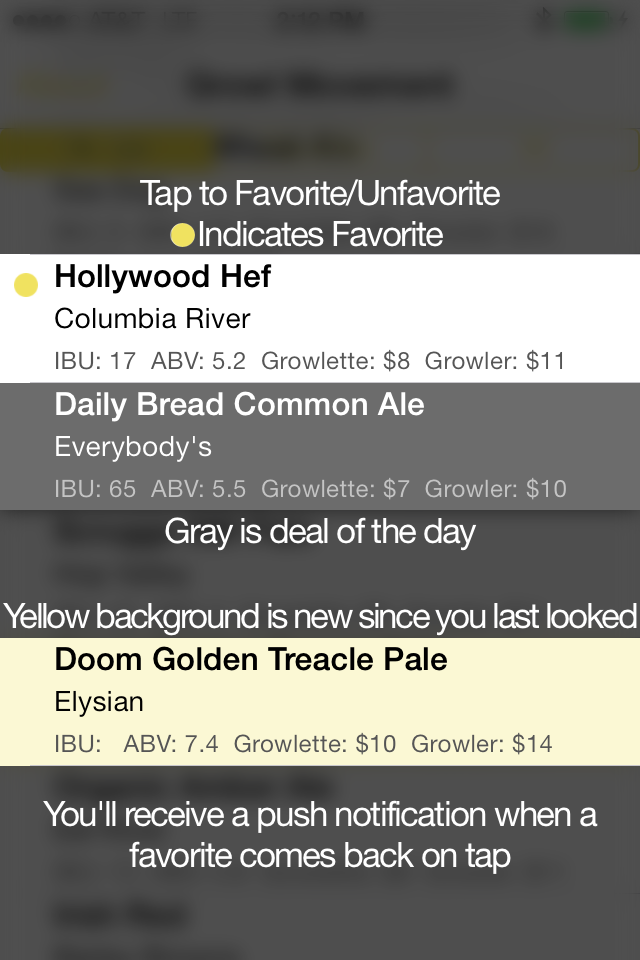 Tap to Favorite/Unfavorite
Indicates Favorite
Hollywood Hef
Columbia River
IBU: 17 ABV: 5.2 Growlette: $8 Growler: $11
Daily Bread Common Ale
Everybody's
IBU: 65 ABV: 5.5 Growlette: $7 Growler: $10
Gray is deal of the day
Yellow background is new since you last looked
Doom Golden Treacle Pale
Elysian
IBU: ABV: 7.4 Growlette: $10 Growler: $14
You'll receive a push notification when a
favorite comes back on tap